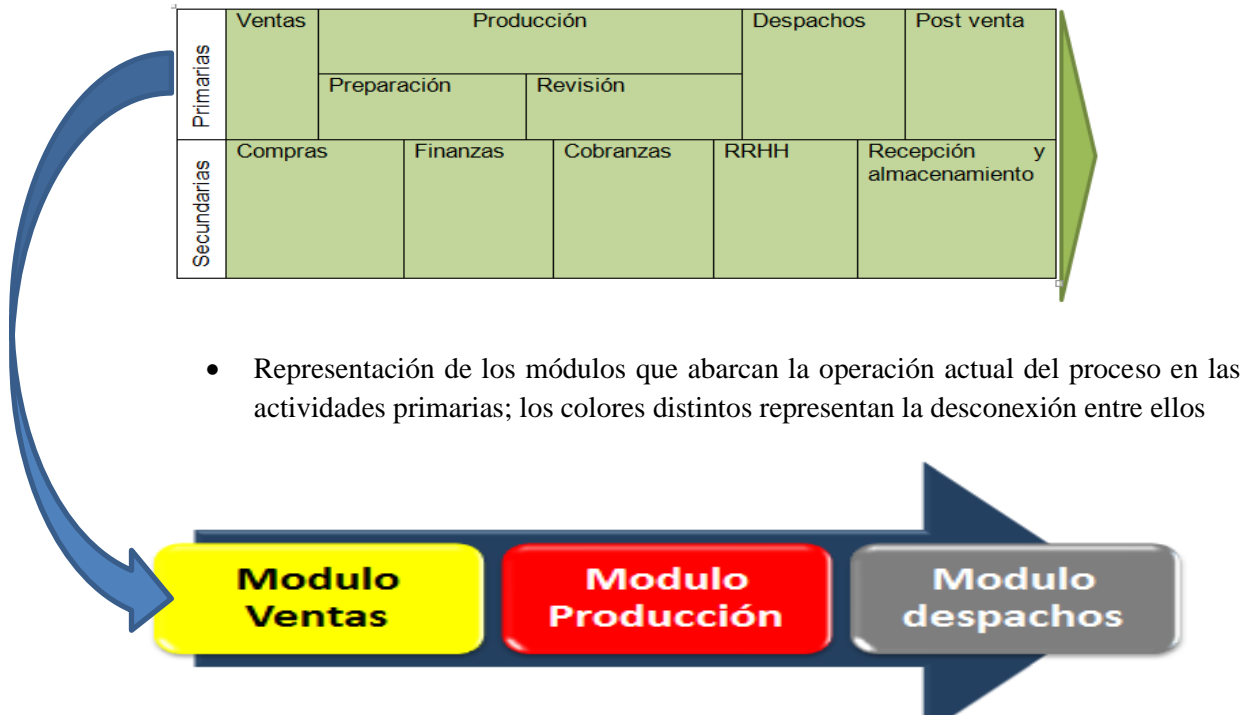 Primarias
Ventas
Producción
Despachos
Post venta
Preparación
Revisión
Secundarias
Compras
Finanzas
Cobranzas
RRHH
Recepción y
almacenamiento
• Representación de los módulos que abarcan la operación actual del proceso en las
actividades primarias; los colores distintos representan la desconexión entre ellos
Modulo
Ventas
Modulo
Producción
Modulo
despachos